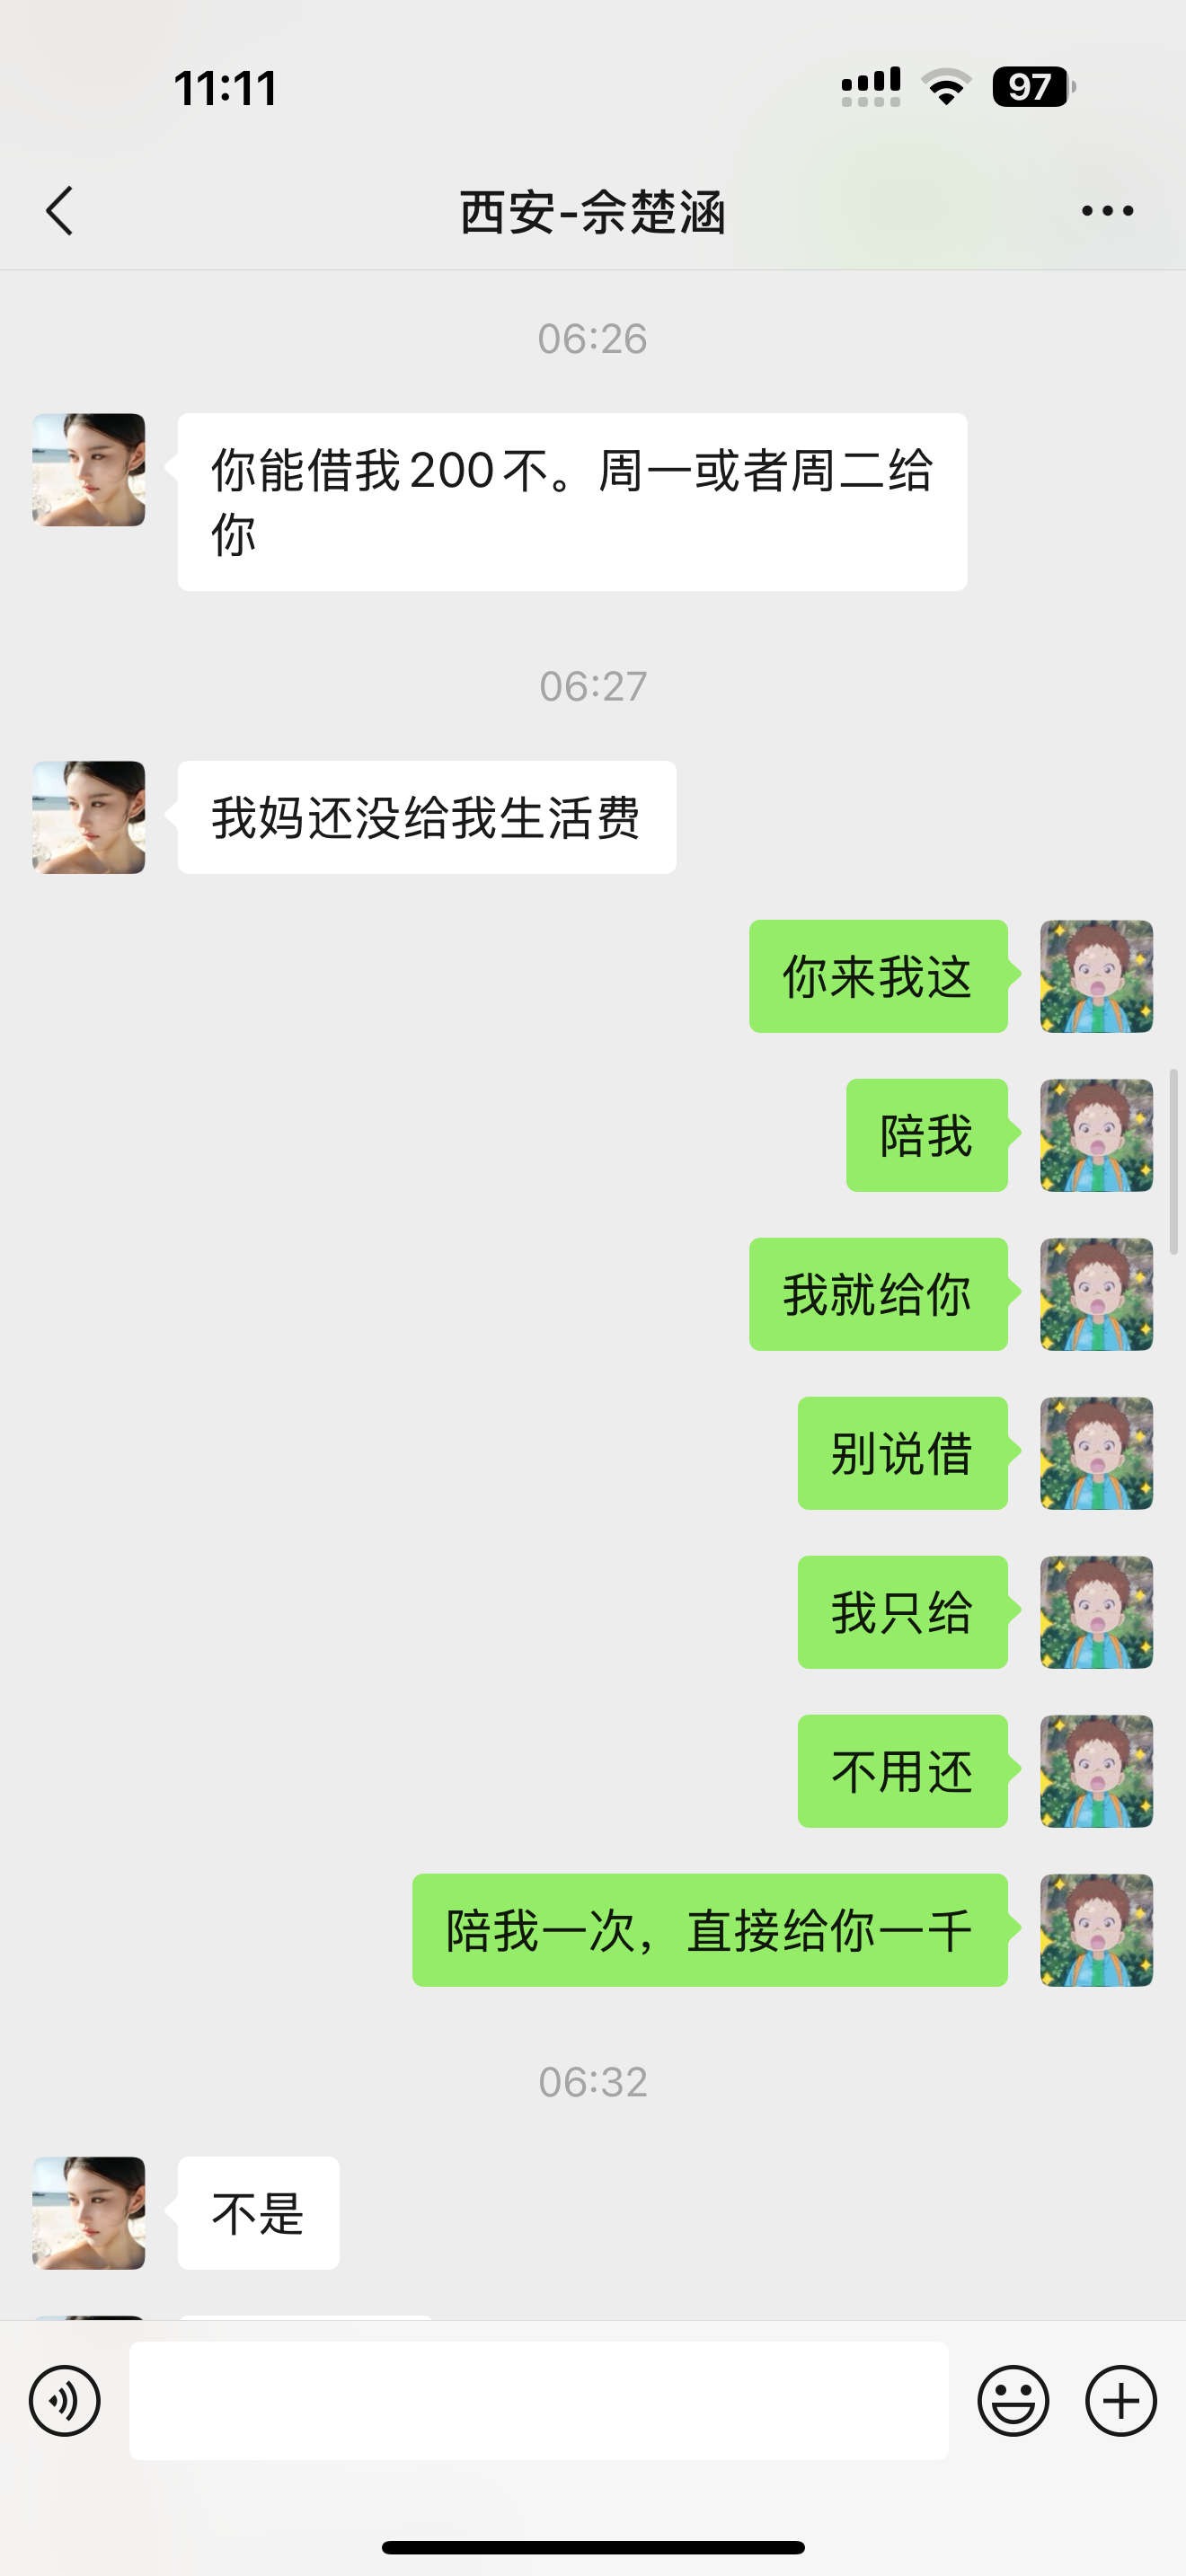 11:11
97
西安-佘楚涵
06:26
你能借我200不。周一或者周二给
你
06:27
我妈还没给我生活费
你来我这
陪我
我就给你
别说借
我只给
不用还
陪我一次，直接给你一千
06:32
不是